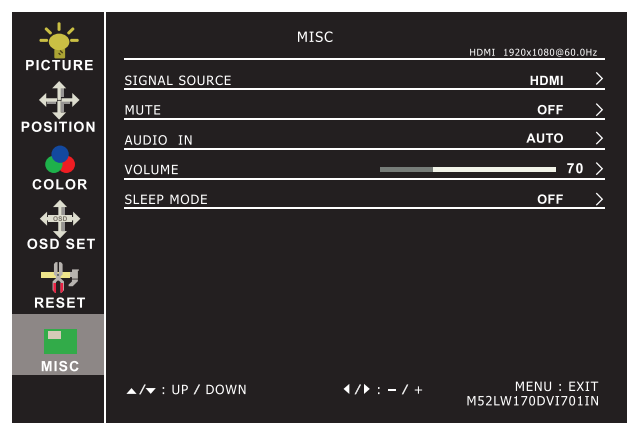 PICTURE
POSITION
COLOR
OSD
OSD SET
RESET
MISC
MISC
HDMI 1920x1080@60.0Hz
SIGNAL SOURCE HDMI
MUTE OFF
AUDIO IN AUTO
VOLUME 70
SLEEP MODE OFF
▲/▼ : UP / DOWN ◀/▶ : − / + MENU : EXIT
M52LW170DVI701IN